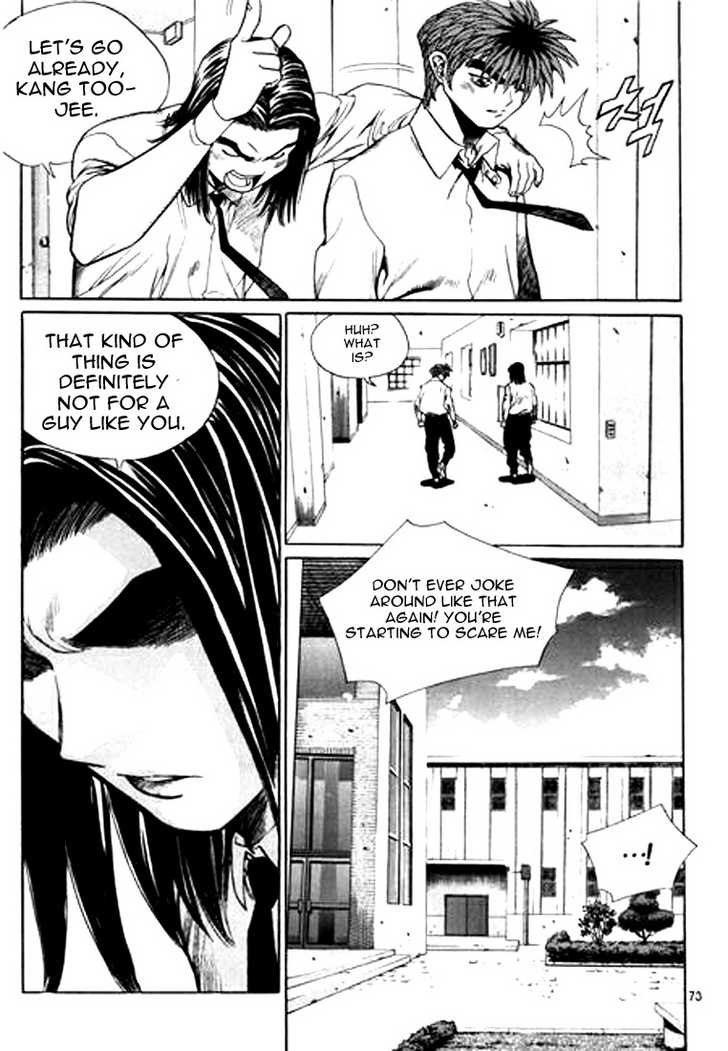 LET'S GO
ALREADY,
KANG TOO-
JEE.
척
THAT KIND OF
THING IS
DEFINITELY
NOT FOR A
GUY LIKE YOU.
HUH?
WHAT
IS?
DON'T EVER JOKE
AROUND LIKE THAT
AGAIN! YOU'RE
STARTING TO SCARE ME!
...!
73